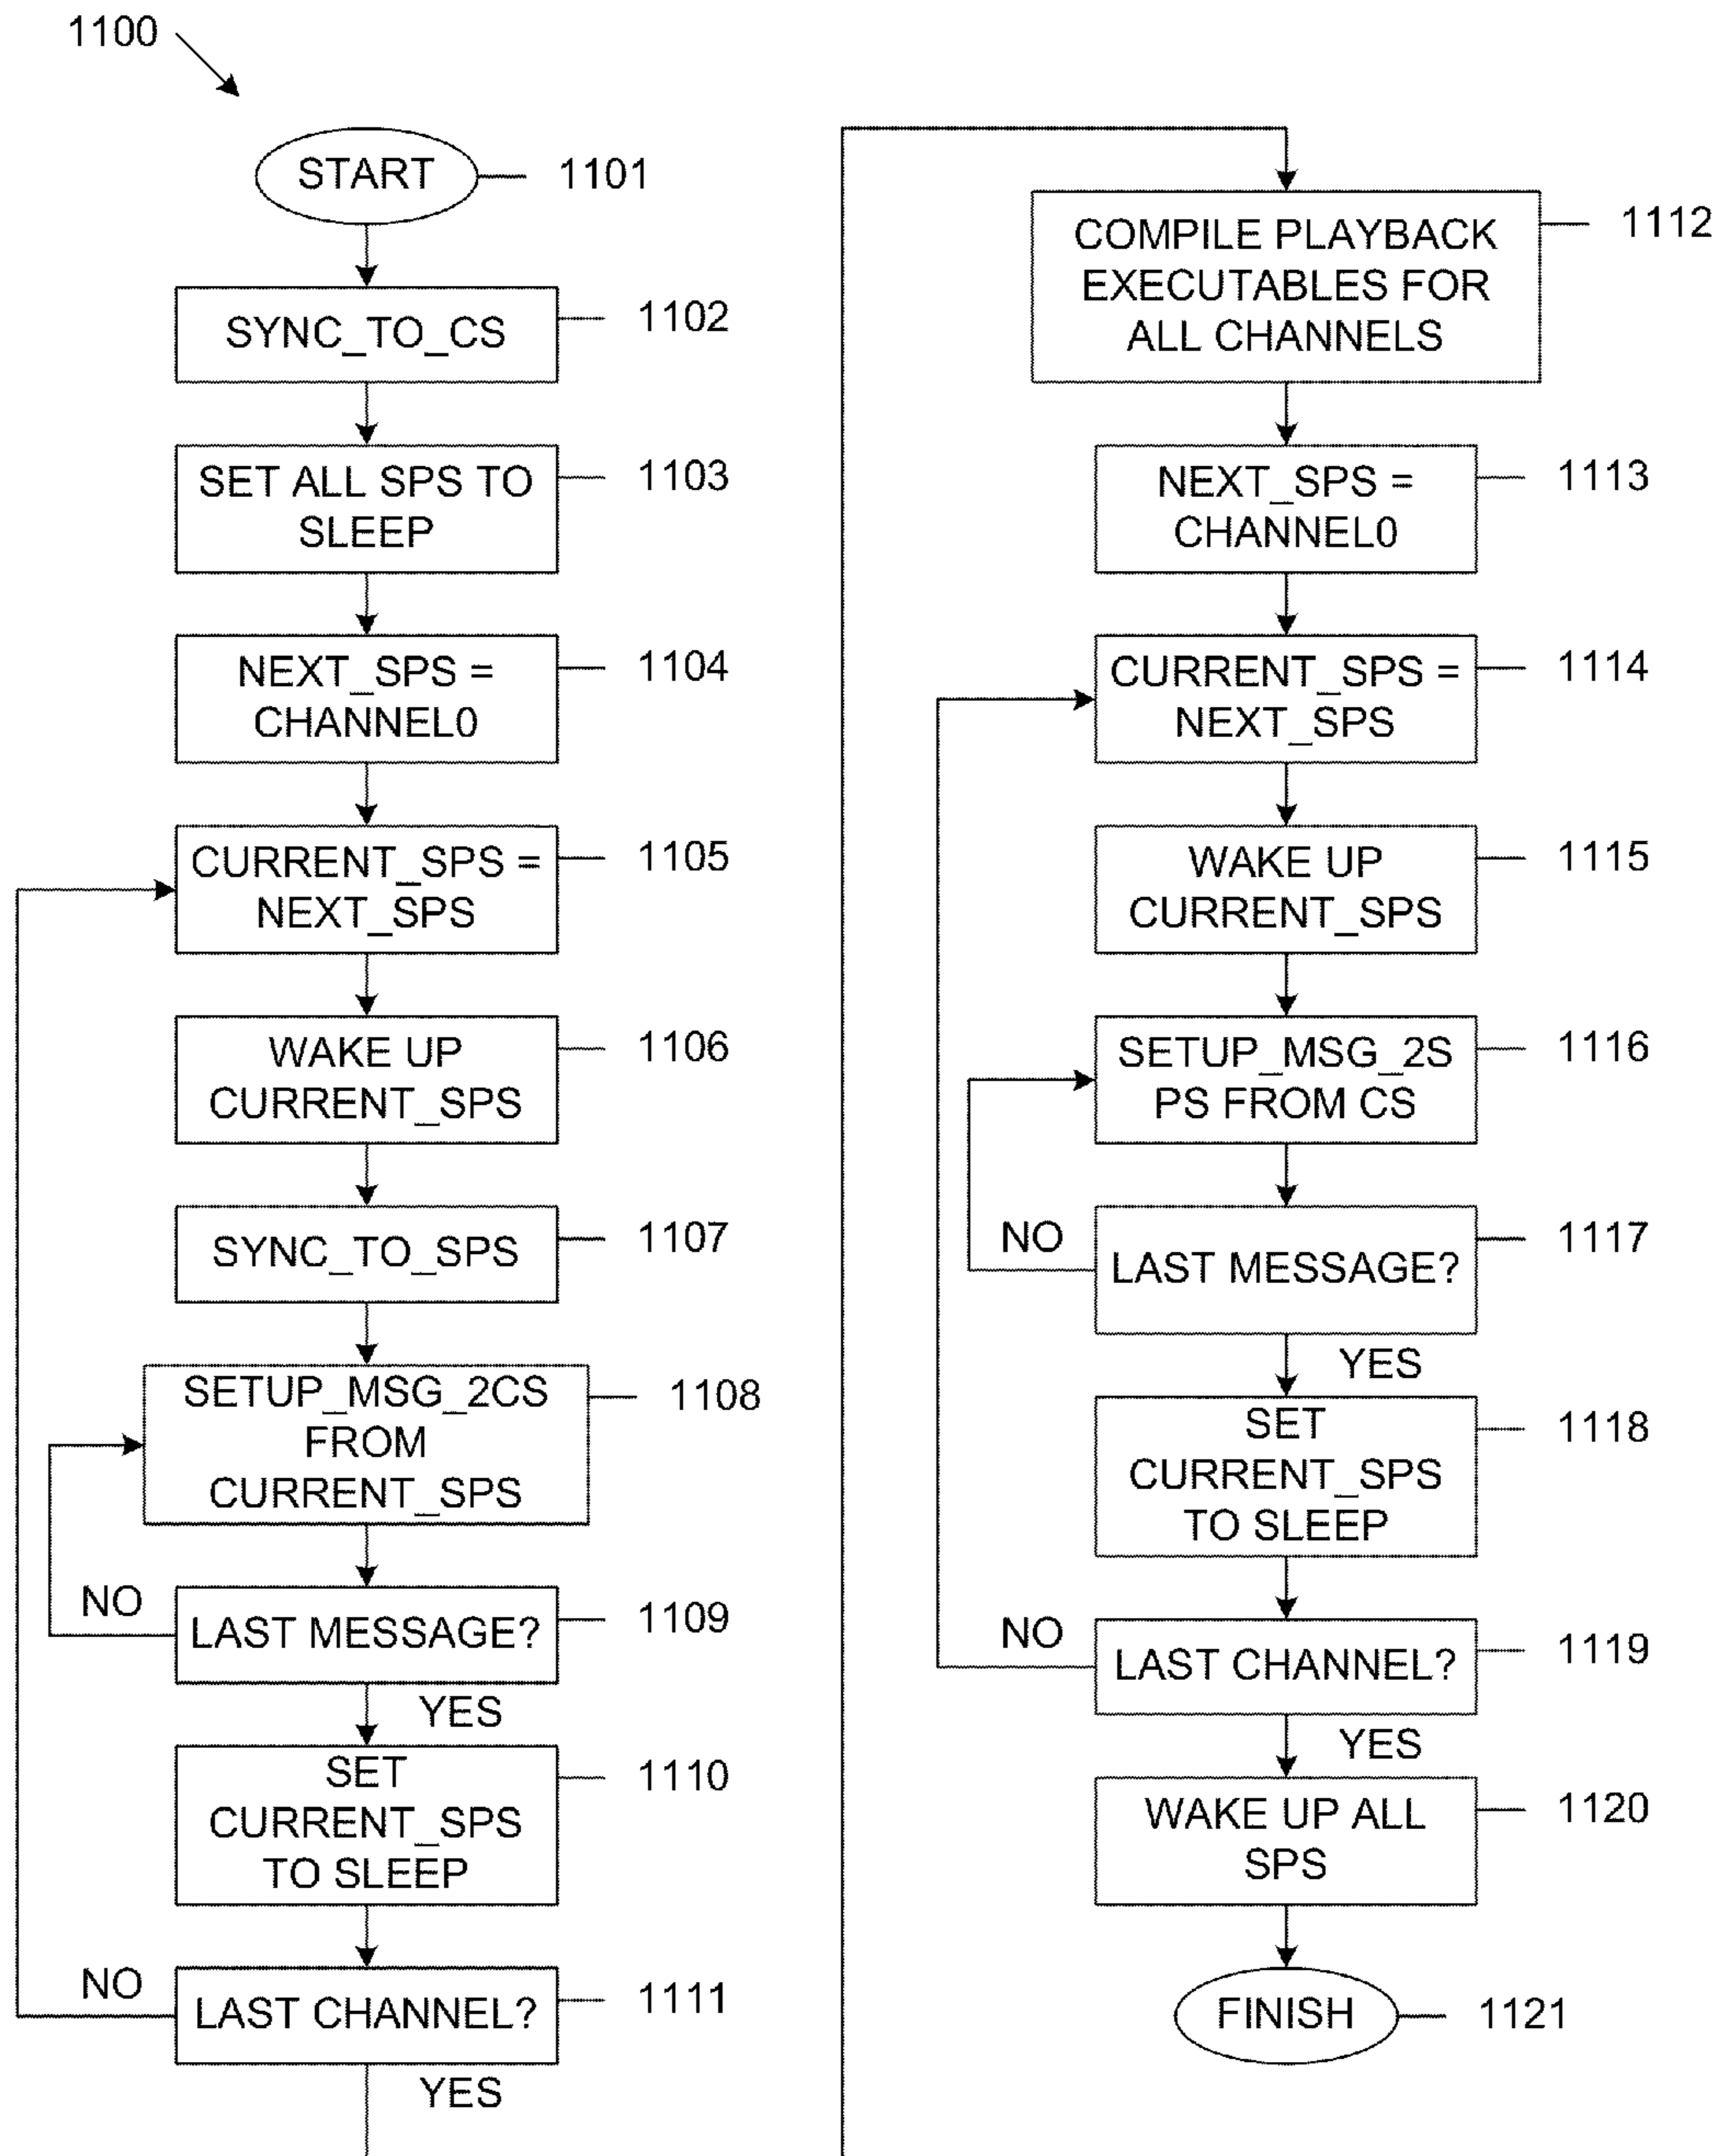 1100
START
1101
SYNC_TO_CS
1102
SET ALL SPS TO
SLEEP
1103
NEXT_SPS =
CHANNEL0
1104
CURRENT_SPS =
NEXT_SPS
1105
WAKE UP
CURRENT_SPS
1106
SYNC_TO_SPS
1107
SETUP_MSG_2CS
FROM
CURRENT_SPS
1108
NO
LAST MESSAGE?
1109
YES
SET
CURRENT_SPS
TO SLEEP
1110
NO
LAST CHANNEL?
1111
YES
COMPILE PLAYBACK
EXECUTABLES FOR
ALL CHANNELS
1112
NEXT_SPS =
CHANNEL0
1113
CURRENT_SPS =
NEXT_SPS
1114
WAKE UP
CURRENT_SPS
1115
SETUP_MSG_2S
PS FROM CS
1116
NO
LAST MESSAGE?
1117
YES
SET
CURRENT_SPS
TO SLEEP
1118
NO
LAST CHANNEL?
1119
YES
WAKE UP ALL
SPS
1120
FINISH
1121